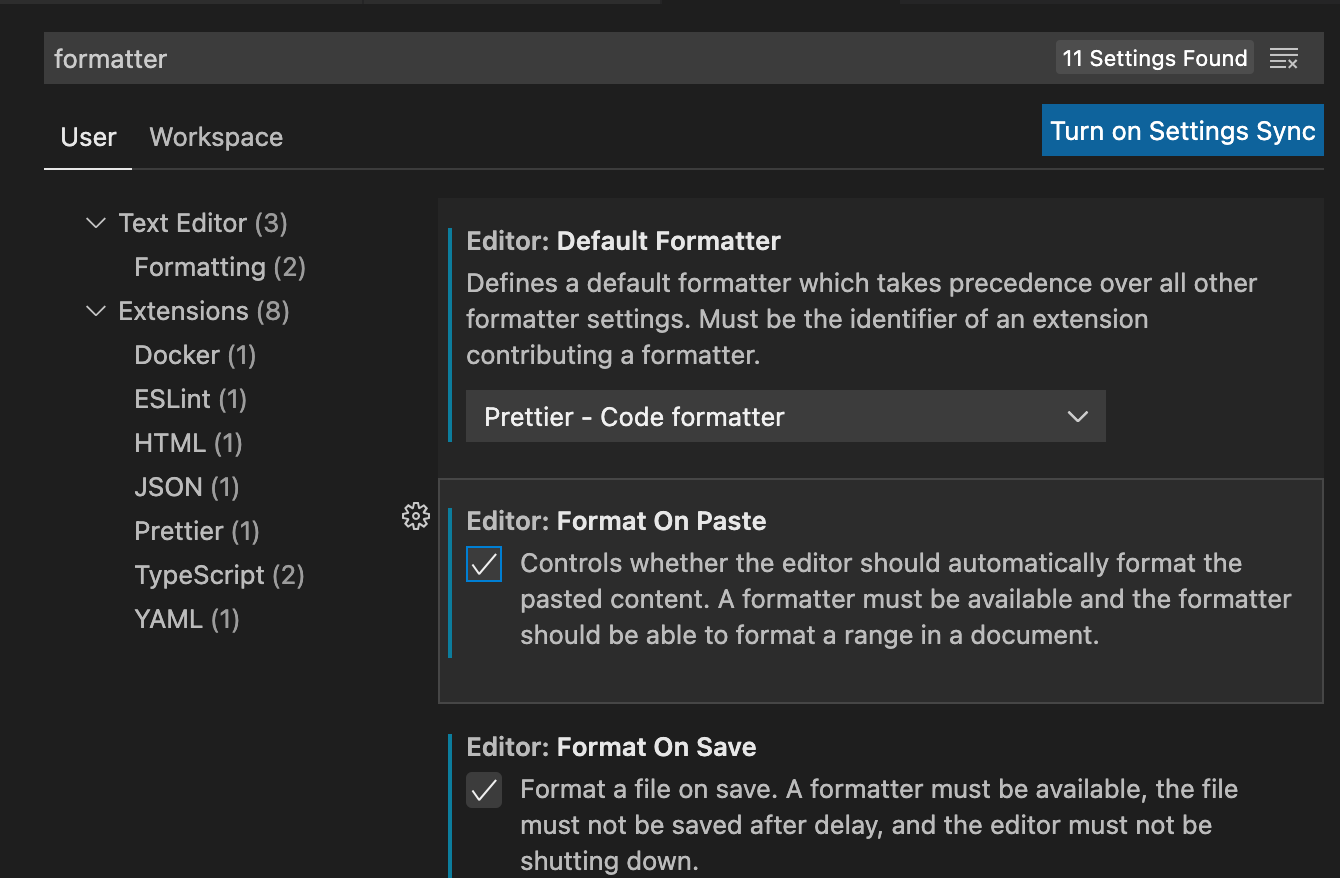 formatter
11 Settings Found
User
Workspace
Turn on Settings Sync
Text Editor (3)
Formatting (2)
Extensions (8)
Docker (1)
ESLint (1)
HTML (1)
JSON (1)
Prettier (1)
TypeScript (2)
YAML (1)
Editor: Default Formatter
Defines a default formatter which takes precedence over all other
formatter settings. Must be the identifier of an extension
contributing a formatter.
Prettier - Code formatter
Editor: Format On Paste
Controls whether the editor should automatically format the
pasted content. A formatter must be available and the formatter
should be able to format a range in a document.
Editor: Format On Save
Format a file on save. A formatter must be available, the file
must not be saved after delay, and the editor must not be
shutting down.